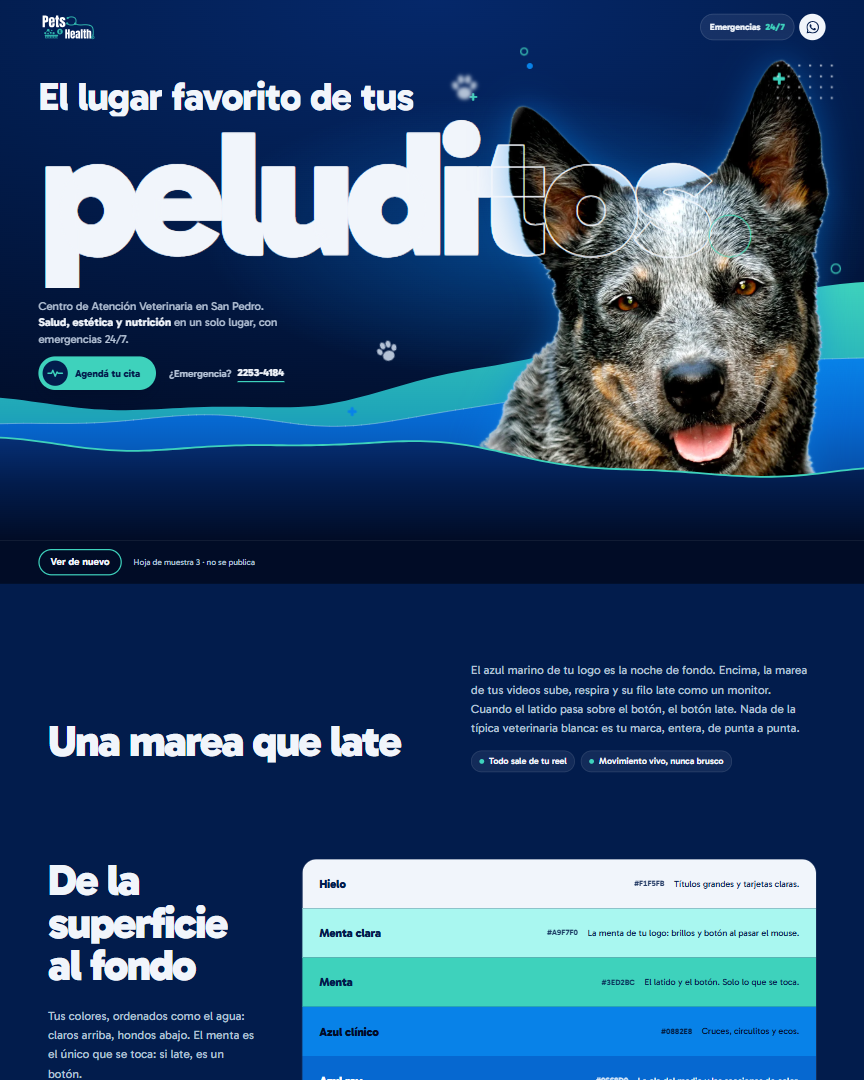 Pets
Health
Emergencias 24/7
El lugar favorito de tus
peluditos
Centro de Atención Veterinaria en San Pedro.
Salud, estética y nutrición en un solo lugar, con
emergencias 24/7.
Agendá tu cita
¿Emergencia? 2253-4184
Ver de nuevo
Hoja de muestra 3 · no se publica
El azul marino de tu logo es la noche de fondo. Encima, la marea
de tus videos sube, respira y su filo late como un monitor.
Cuando el latido pasa sobre el botón, el botón late. Nada de la
típica veterinaria blanca: es tu marca, entera, de punta a punta.
Una marea que late
Todo sale de tu reel
Movimiento vivo, nunca brusco
De la
superficie
al fondo
Tus colores, ordenados como el agua:
claros arriba, hondos abajo. El menta es
el único que se toca: si late, es un
botón.
Hielo #F1F5FB Títulos grandes y tarjetas claras.
Menta clara #A9F7F0 La menta de tu logo: brillos y botón al pasar el mouse.
Menta #3ED2BC El latido y el botón. Solo lo que se toca.
Azul clínico #0882E8 Cruces, circulitos y ecos.